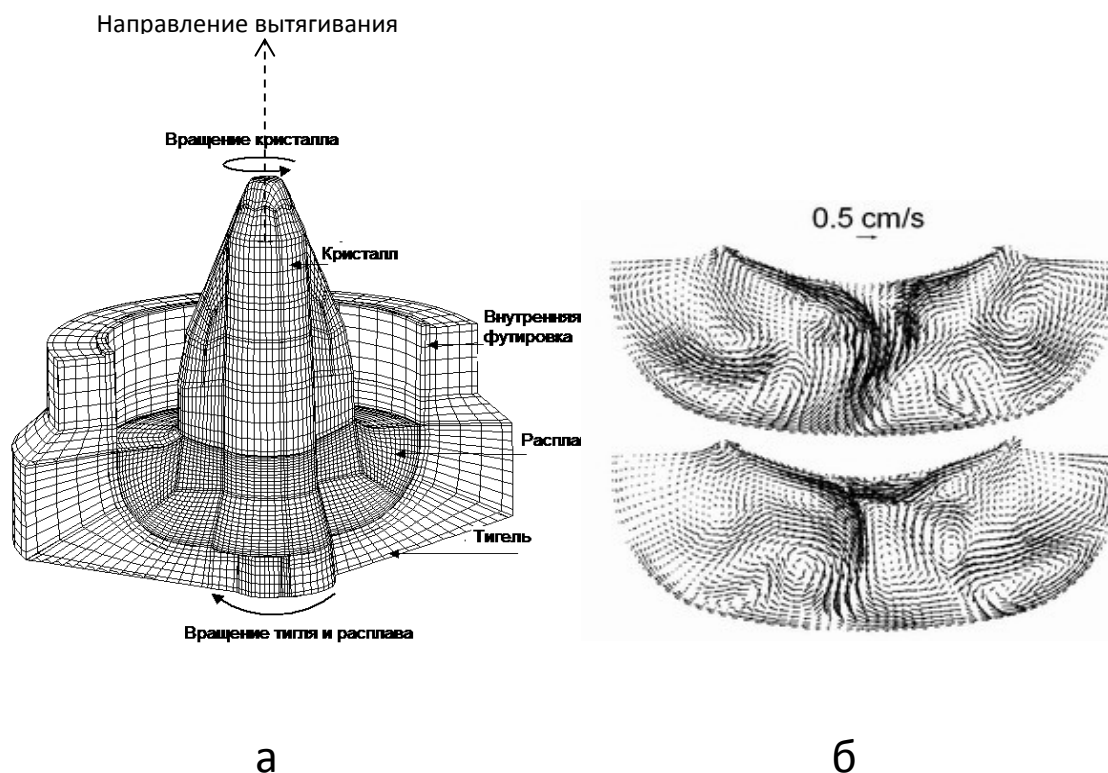 Направление вытягивания
Вращение кристалла
Кристалл
Внутренняя
футировка
Распла
Тигель
Вращение тигля и расплава
0.5 cm/s
а
б